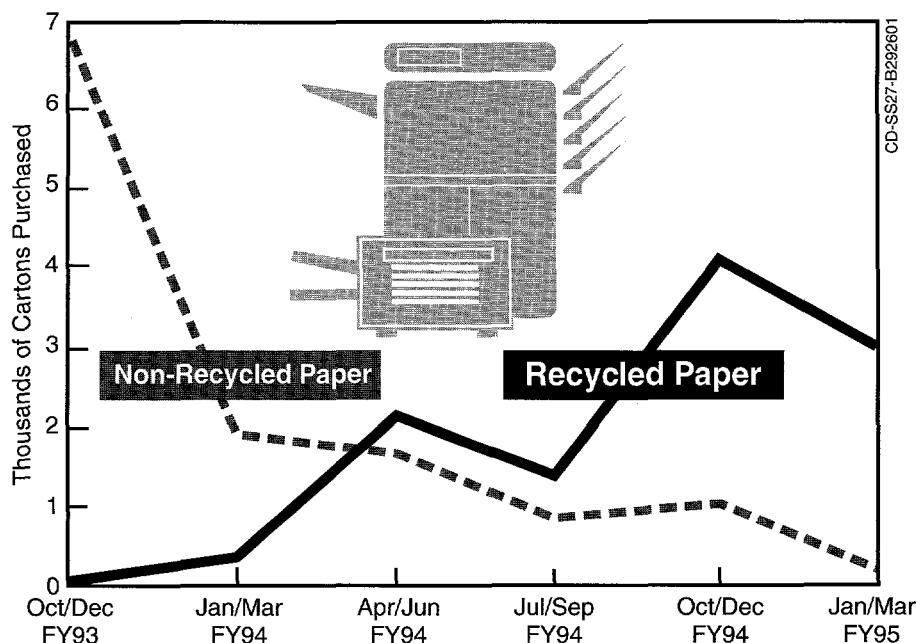 Thousands of Cartons Purchased
7
6
5
4
3
2
1
0
Non-Recycled Paper
Recycled Paper
CD-SS27-B292601
Oct/Dec Jan/Mar Apr/Jun Jul/Sep Oct/Dec Jan/Mar
FY93 FY94 FY94 FY94 FY94 FY95